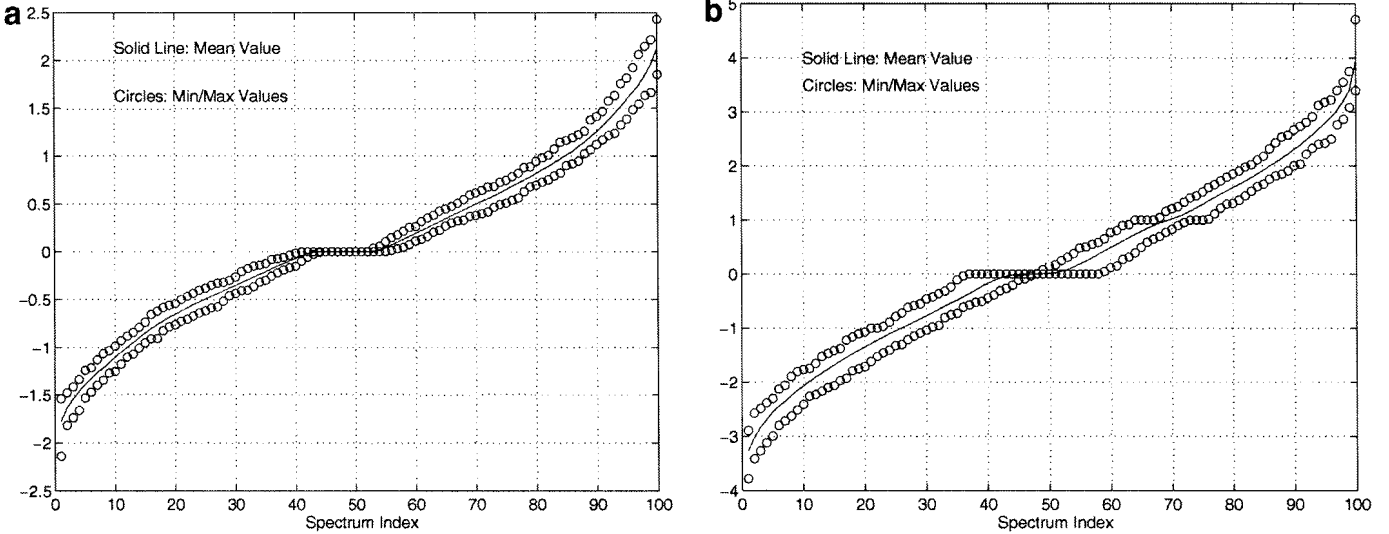 a
2.5
2
1.5
1
0.5
0
-0.5
-1
-1.5
-2
-2.5
Solid Line: Mean Value
Circles: Min/Max Values
0 10 20 30 40 50 60 70 80 90 100
Spectrum Index
b
5
4
3
2
1
0
-1
-2
-3
-4
Solid Line: Mean Value
Circles: Min/Max Values
0 10 20 30 40 50 60 70 80 90 100
Spectrum Index